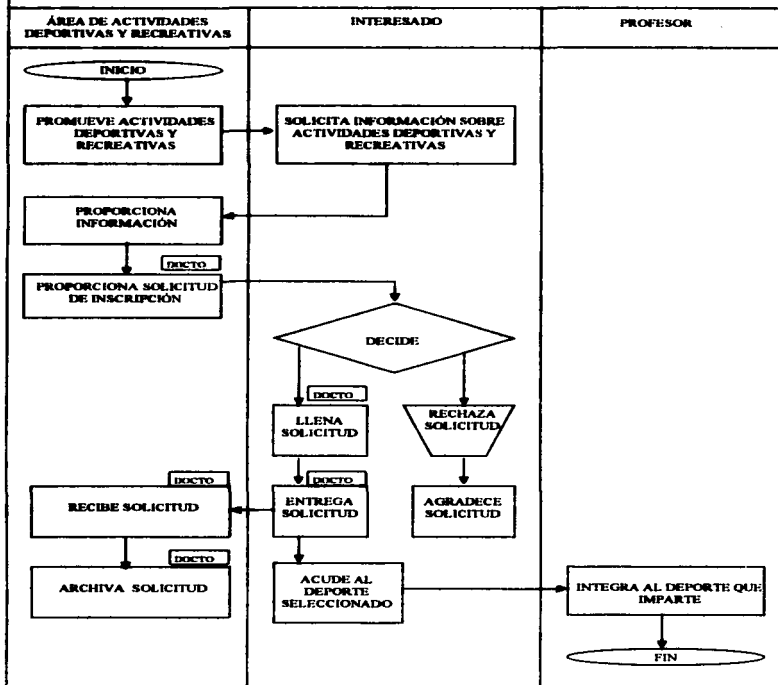 ÁREA DE ACTIVIDADES
DEPORTIVAS Y RECREATIVAS
INTERESADO
PROFESOR
INICIO
PROMUEVE ACTIVIDADES
DEPORTIVAS Y
RECREATIVAS
SOLICITA INFORMACIÓN SOBRE
ACTIVIDADES DEPORTIVAS Y
RECREATIVAS
PROPORCIONA
INFORMACIÓN
DOCTO
PROPORCIONA SOLICITUD
DE INSCRIPCIÓN
DECIDE
DOCTO
LLENA
SOLICITUD
RECHAZA
SOLICITUD
DOCTO
RECIBE SOLICITUD
DOCTO
ENTREGA
SOLICITUD
AGRADECE
SOLICITUD
DOCTO
ARCHIVA SOLICITUD
ACUDE AL
DEPORTE
SELECCIONADO
INTEGRA AL DEPORTE QUE
IMPARTE
FIN